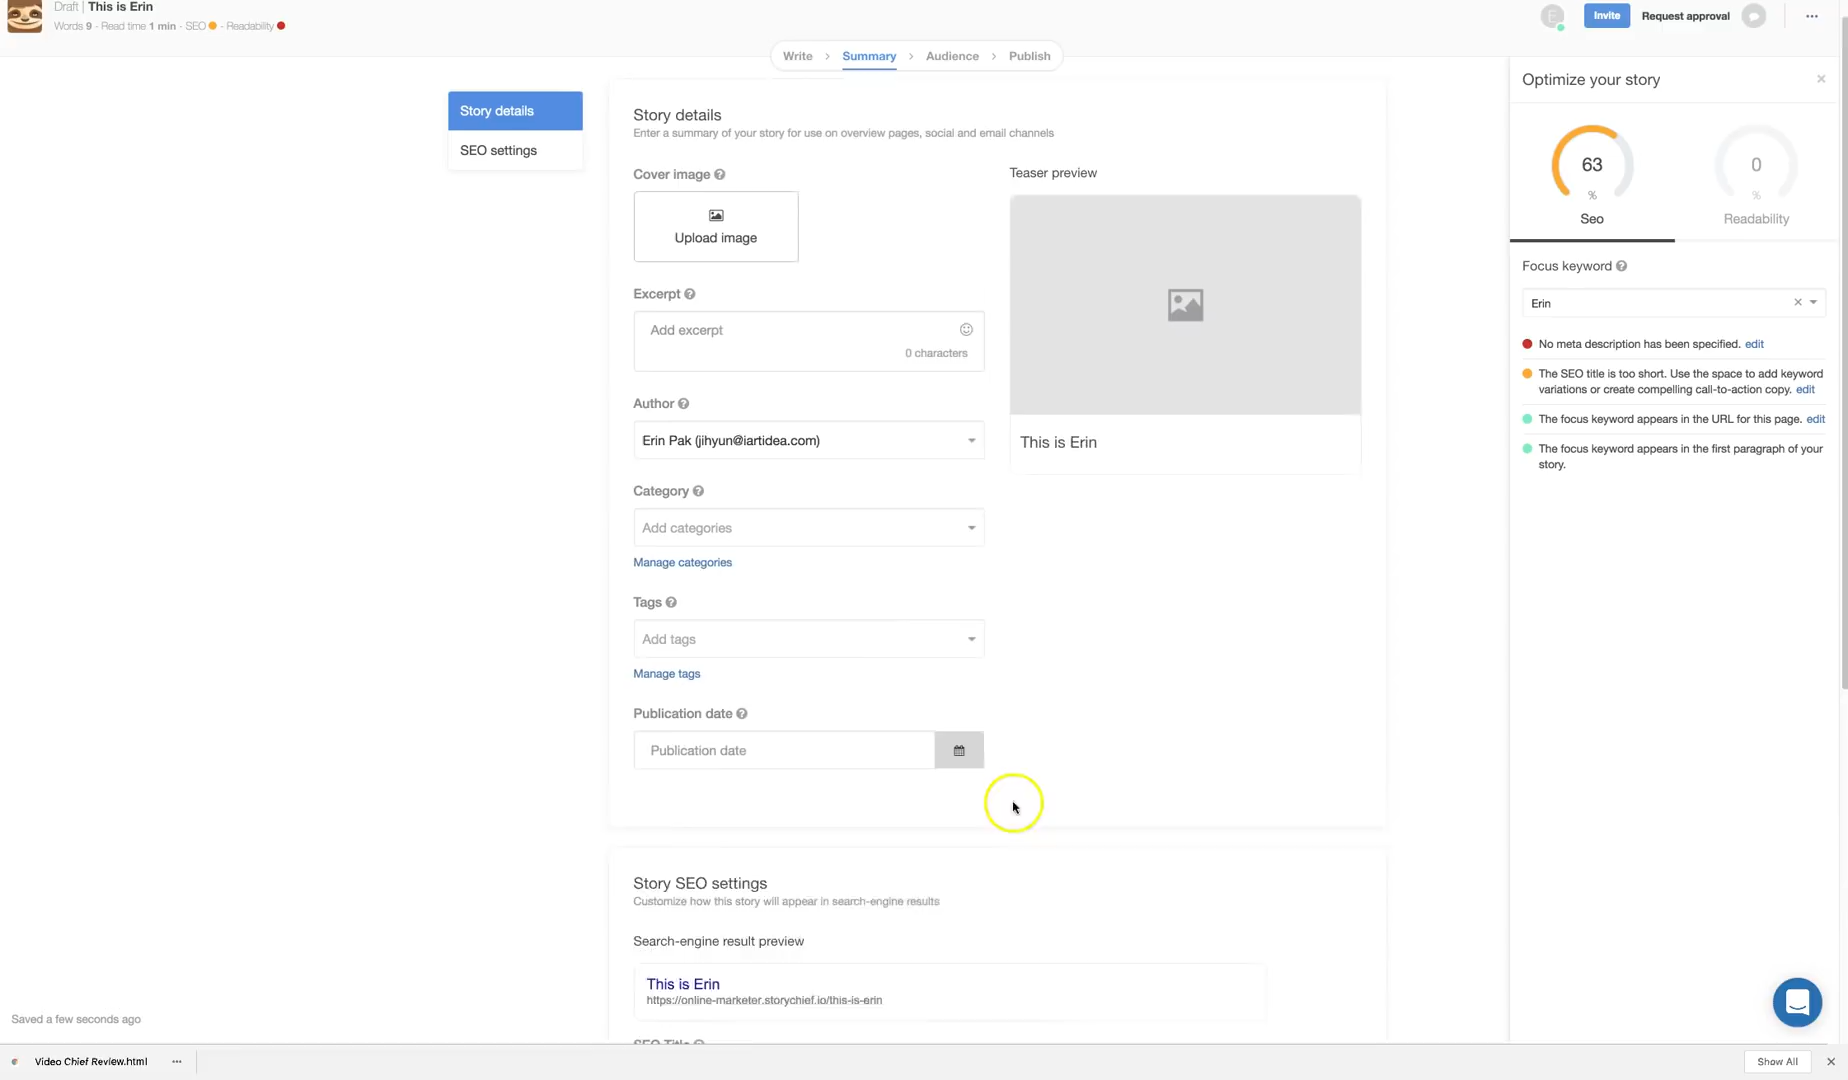 Draft | This is Erin
Words 9 - Read time 1 min - SEO - Readability
E
Invite
Request approval
Write
Summary
Audience
Publish
Story details
SEO settings
Story details
Enter a summary of your story for use on overview pages, social and email channels
Cover image
Upload image
Excerpt
Add excerpt
0 characters
Author
Erin Pak (jihyun@iartidea.com)
Category
Add categories
Manage categories
Tags
Add tags
Manage tags
Publication date
Publication date
Teaser preview
This is Erin
Story SEO settings
Customize how this story will appear in search-engine results
Search-engine result preview
This is Erin
https://online-marketer.storychief.io/this-is-erin
SEO Title
Optimize your story
63
%
Seo
0
%
Readability
Focus keyword
Erin
No meta description has been specified. edit
The SEO title is too short. Use the space to add keyword
variations or create compelling call-to-action copy. edit
The focus keyword appears in the URL for this page. edit
The focus keyword appears in the first paragraph of your
story.
Saved a few seconds ago
Video Chief Review.html
Show All